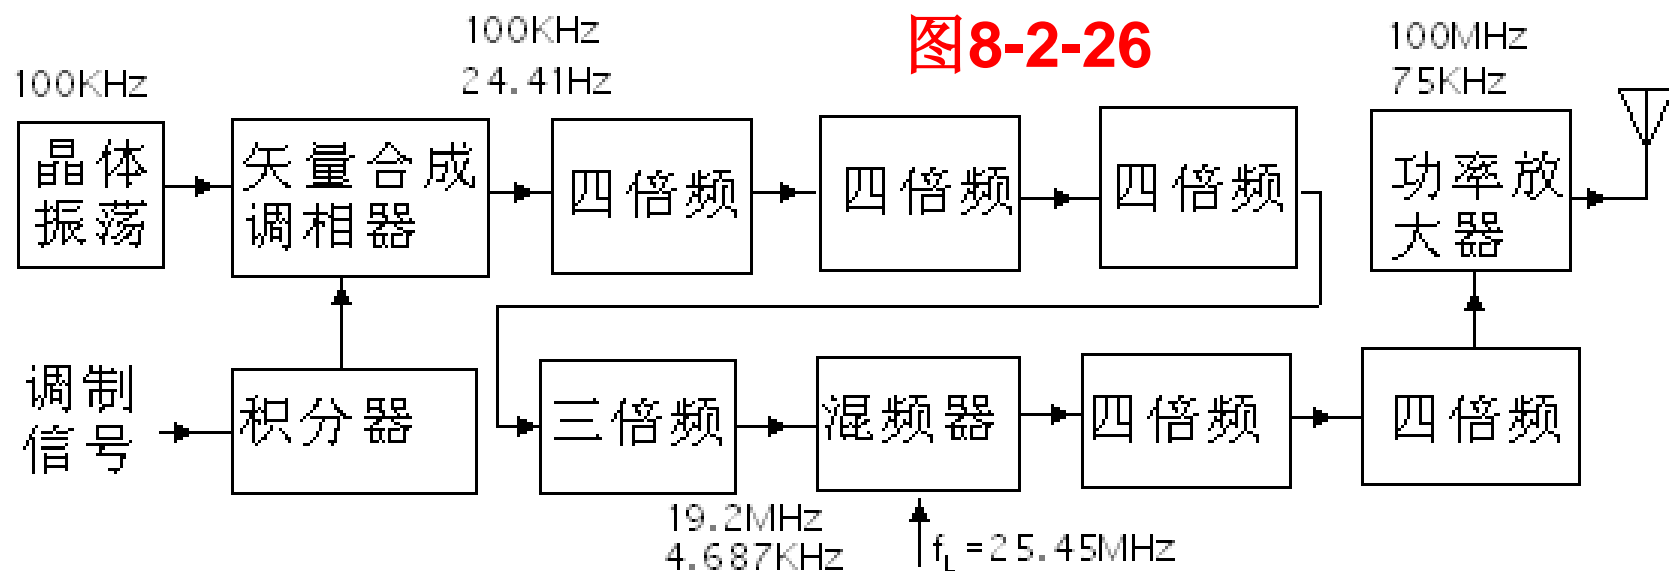 图8-2-26
100KHz
100KHz
24.41Hz
100MHz
75KHz
晶体
振荡
矢量合成
调相器
四倍频
四倍频
四倍频
功率放
大器
调制
信号
积分器
三倍频
混频器
四倍频
四倍频
19.2MHz
4.687KHz
fL=25.45MHz